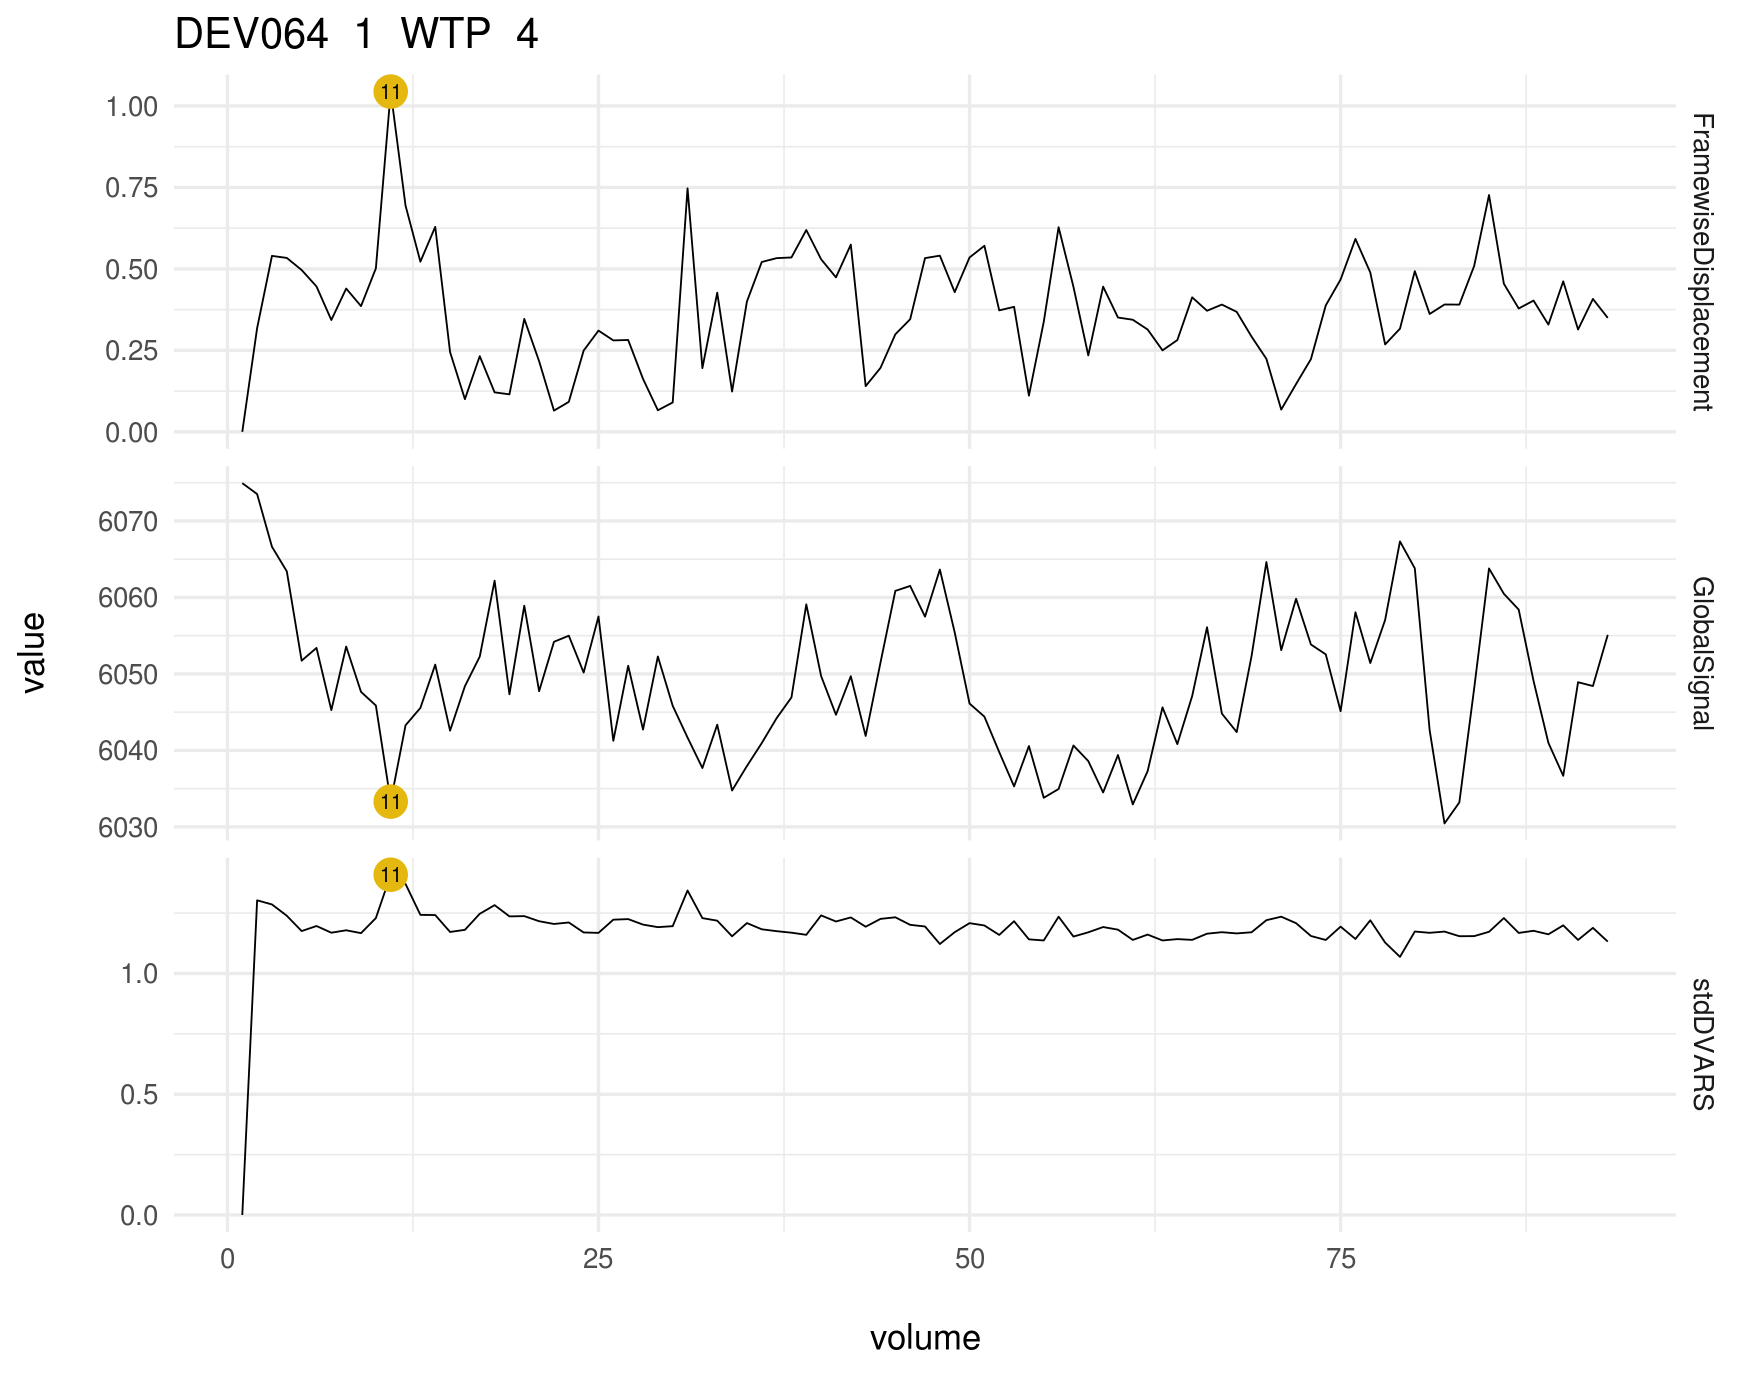 DEV064 1 WTP 4
11
1.00
0.75
0.50
0.25
0.00
FramewiseDisplacement
6070
6060
6050
6040
11
6030
GlobalSignal
value
11
1.0
0.5
0.0
stdDVARS
0 25 50 75
volume